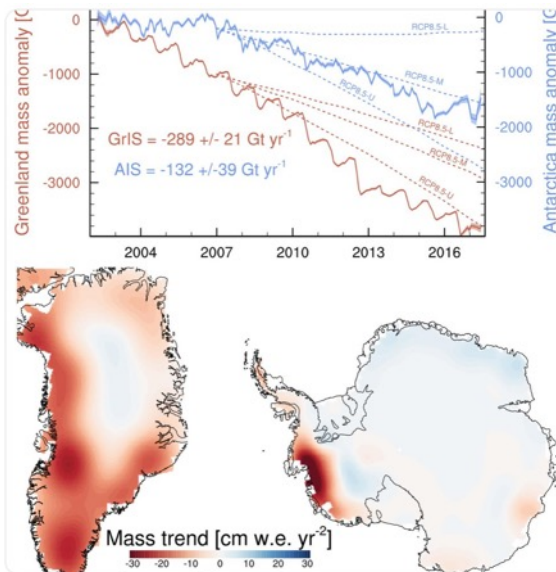 Greenland mass anomaly [G
Antarctica mass anomaly [G
0
-1000
-2000
-3000
0
-1000
-2000
-3000
RCP8.5-L
RCP8.5-M
RCP8.5-U
RCP8.5-L
RCP8.5-M
RCP8.5-U
GrIS = -289 +/- 21 Gt yr-1
AIS = -132 +/-39 Gt yr-1
2004 2007 2010 2013 2016
Mass trend [cm w.e. yr-2]
-30 -20 -10 0 10 20 30